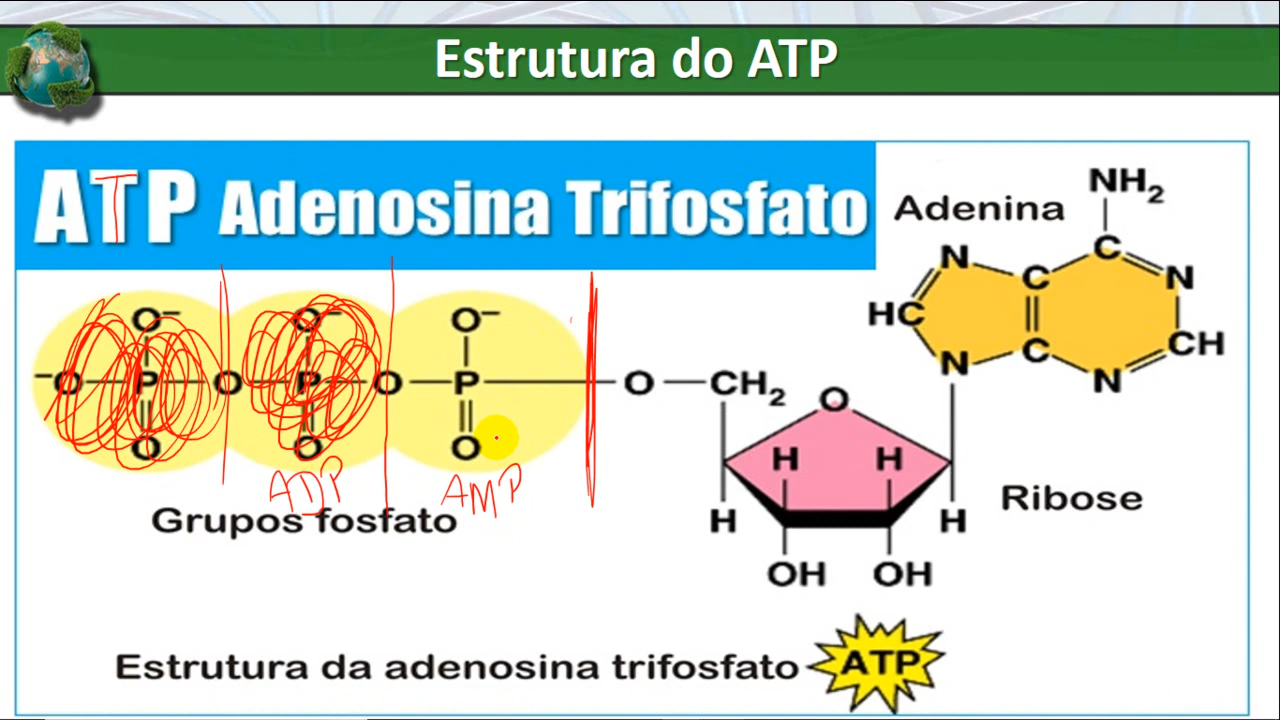 Estrutura do ATP
ATP Adenosina Trifosfato
Adenina
NH₂
N
C
N
C
HC
CH
C
N
N
O⁻
O⁻
O⁻
⁻O
P
O
P
O
P
O
CH₂
O
O
O
O
H
H
ADP
AMP
Ribose
Grupos fosfato
H
H
OH
OH
Estrutura da adenosina trifosfato
ATP